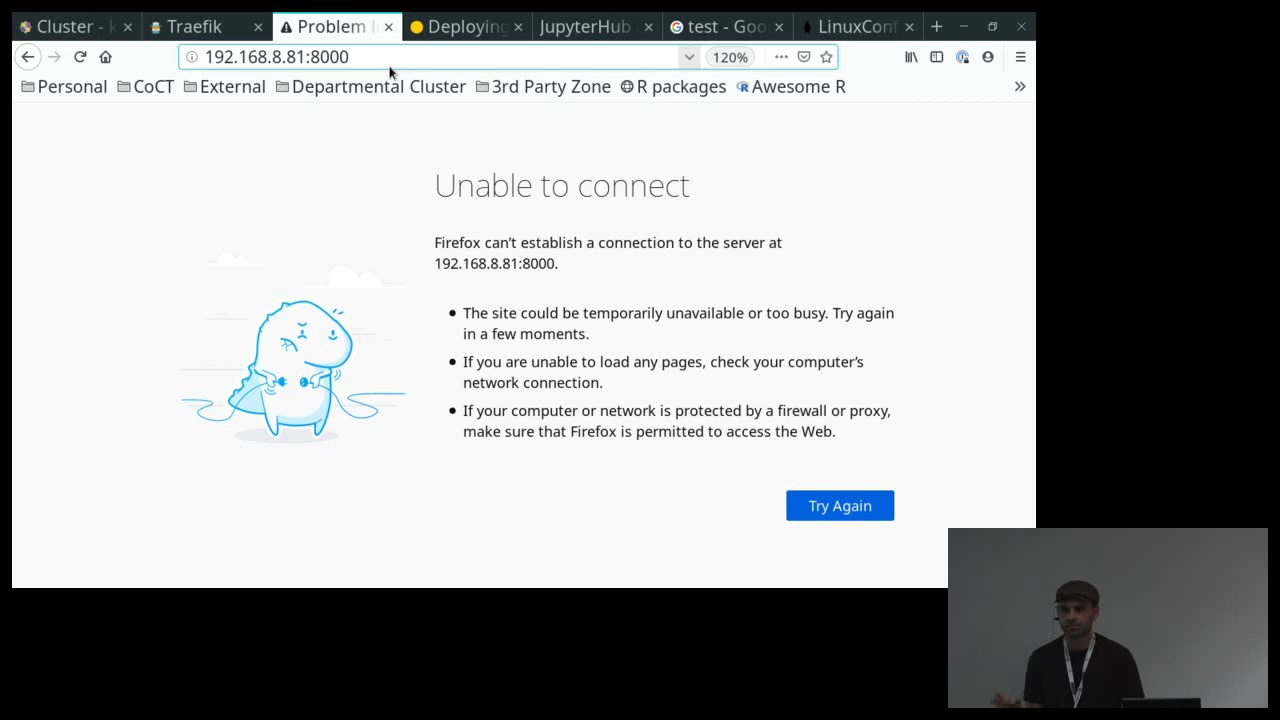 Cluster - k
Traefik
Problem l
Deploying
JupyterHub
test - Goo
LinuxConf
192.168.8.81:8000
120%
Personal
CoCT
External
Departmental Cluster
3rd Party Zone
R packages
Awesome R
Unable to connect
Firefox can’t establish a connection to the server at
192.168.8.81:8000.
The site could be temporarily unavailable or too busy. Try again
in a few moments.
If you are unable to load any pages, check your computer’s
network connection.
If your computer or network is protected by a firewall or proxy,
make sure that Firefox is permitted to access the Web.
Try Again